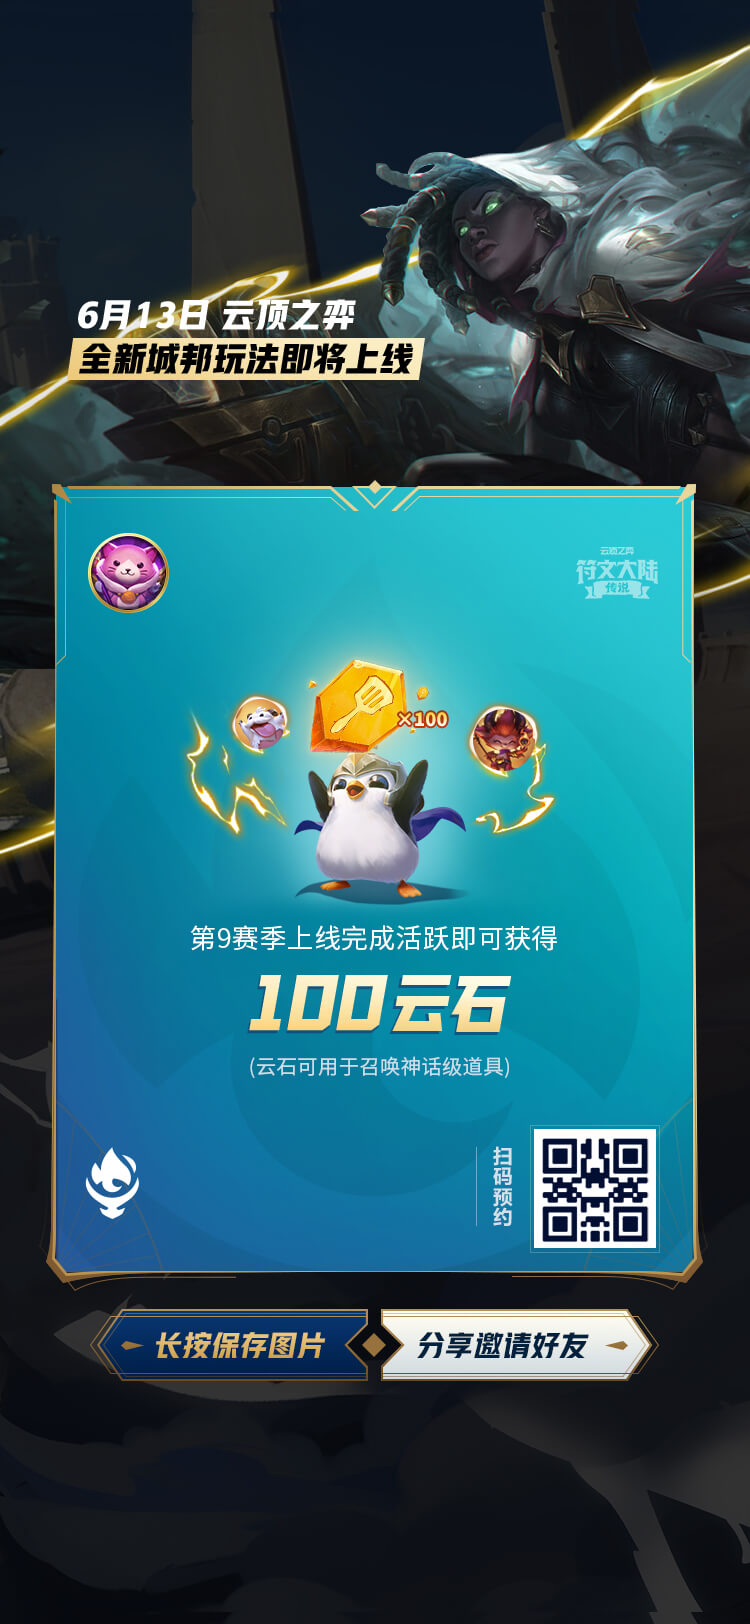 6月13日 云顶之弈
全新城邦玩法即将上线
云顶之弈
符文大陆
传说
×100
第9赛季上线完成活跃即可获得
100云石
(云石可用于召唤神话级道具)
扫码预约
长按保存图片
分享邀请好友